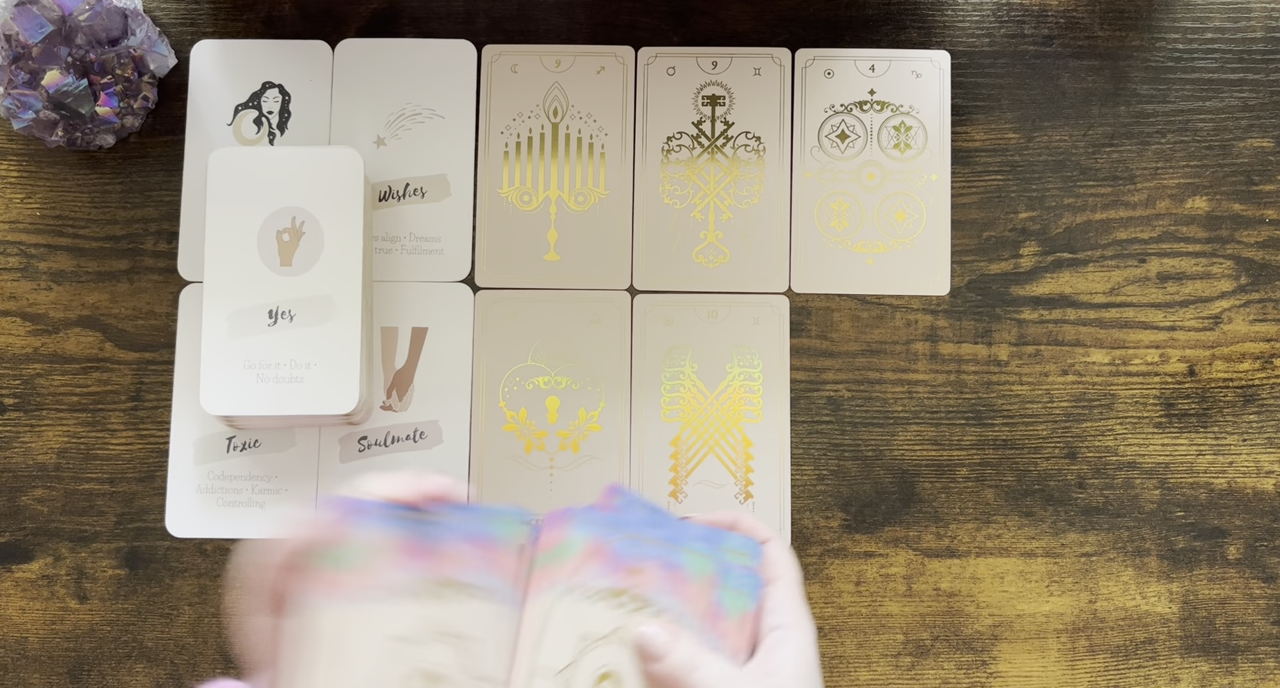 Wishes
es align • Dreams
true • Fulfilment
9
9
4
Yes
Go for it • Do it •
No doubts
Toxic
Codependency •
Addictions • Karmic •
Controlling
Soulmate
10